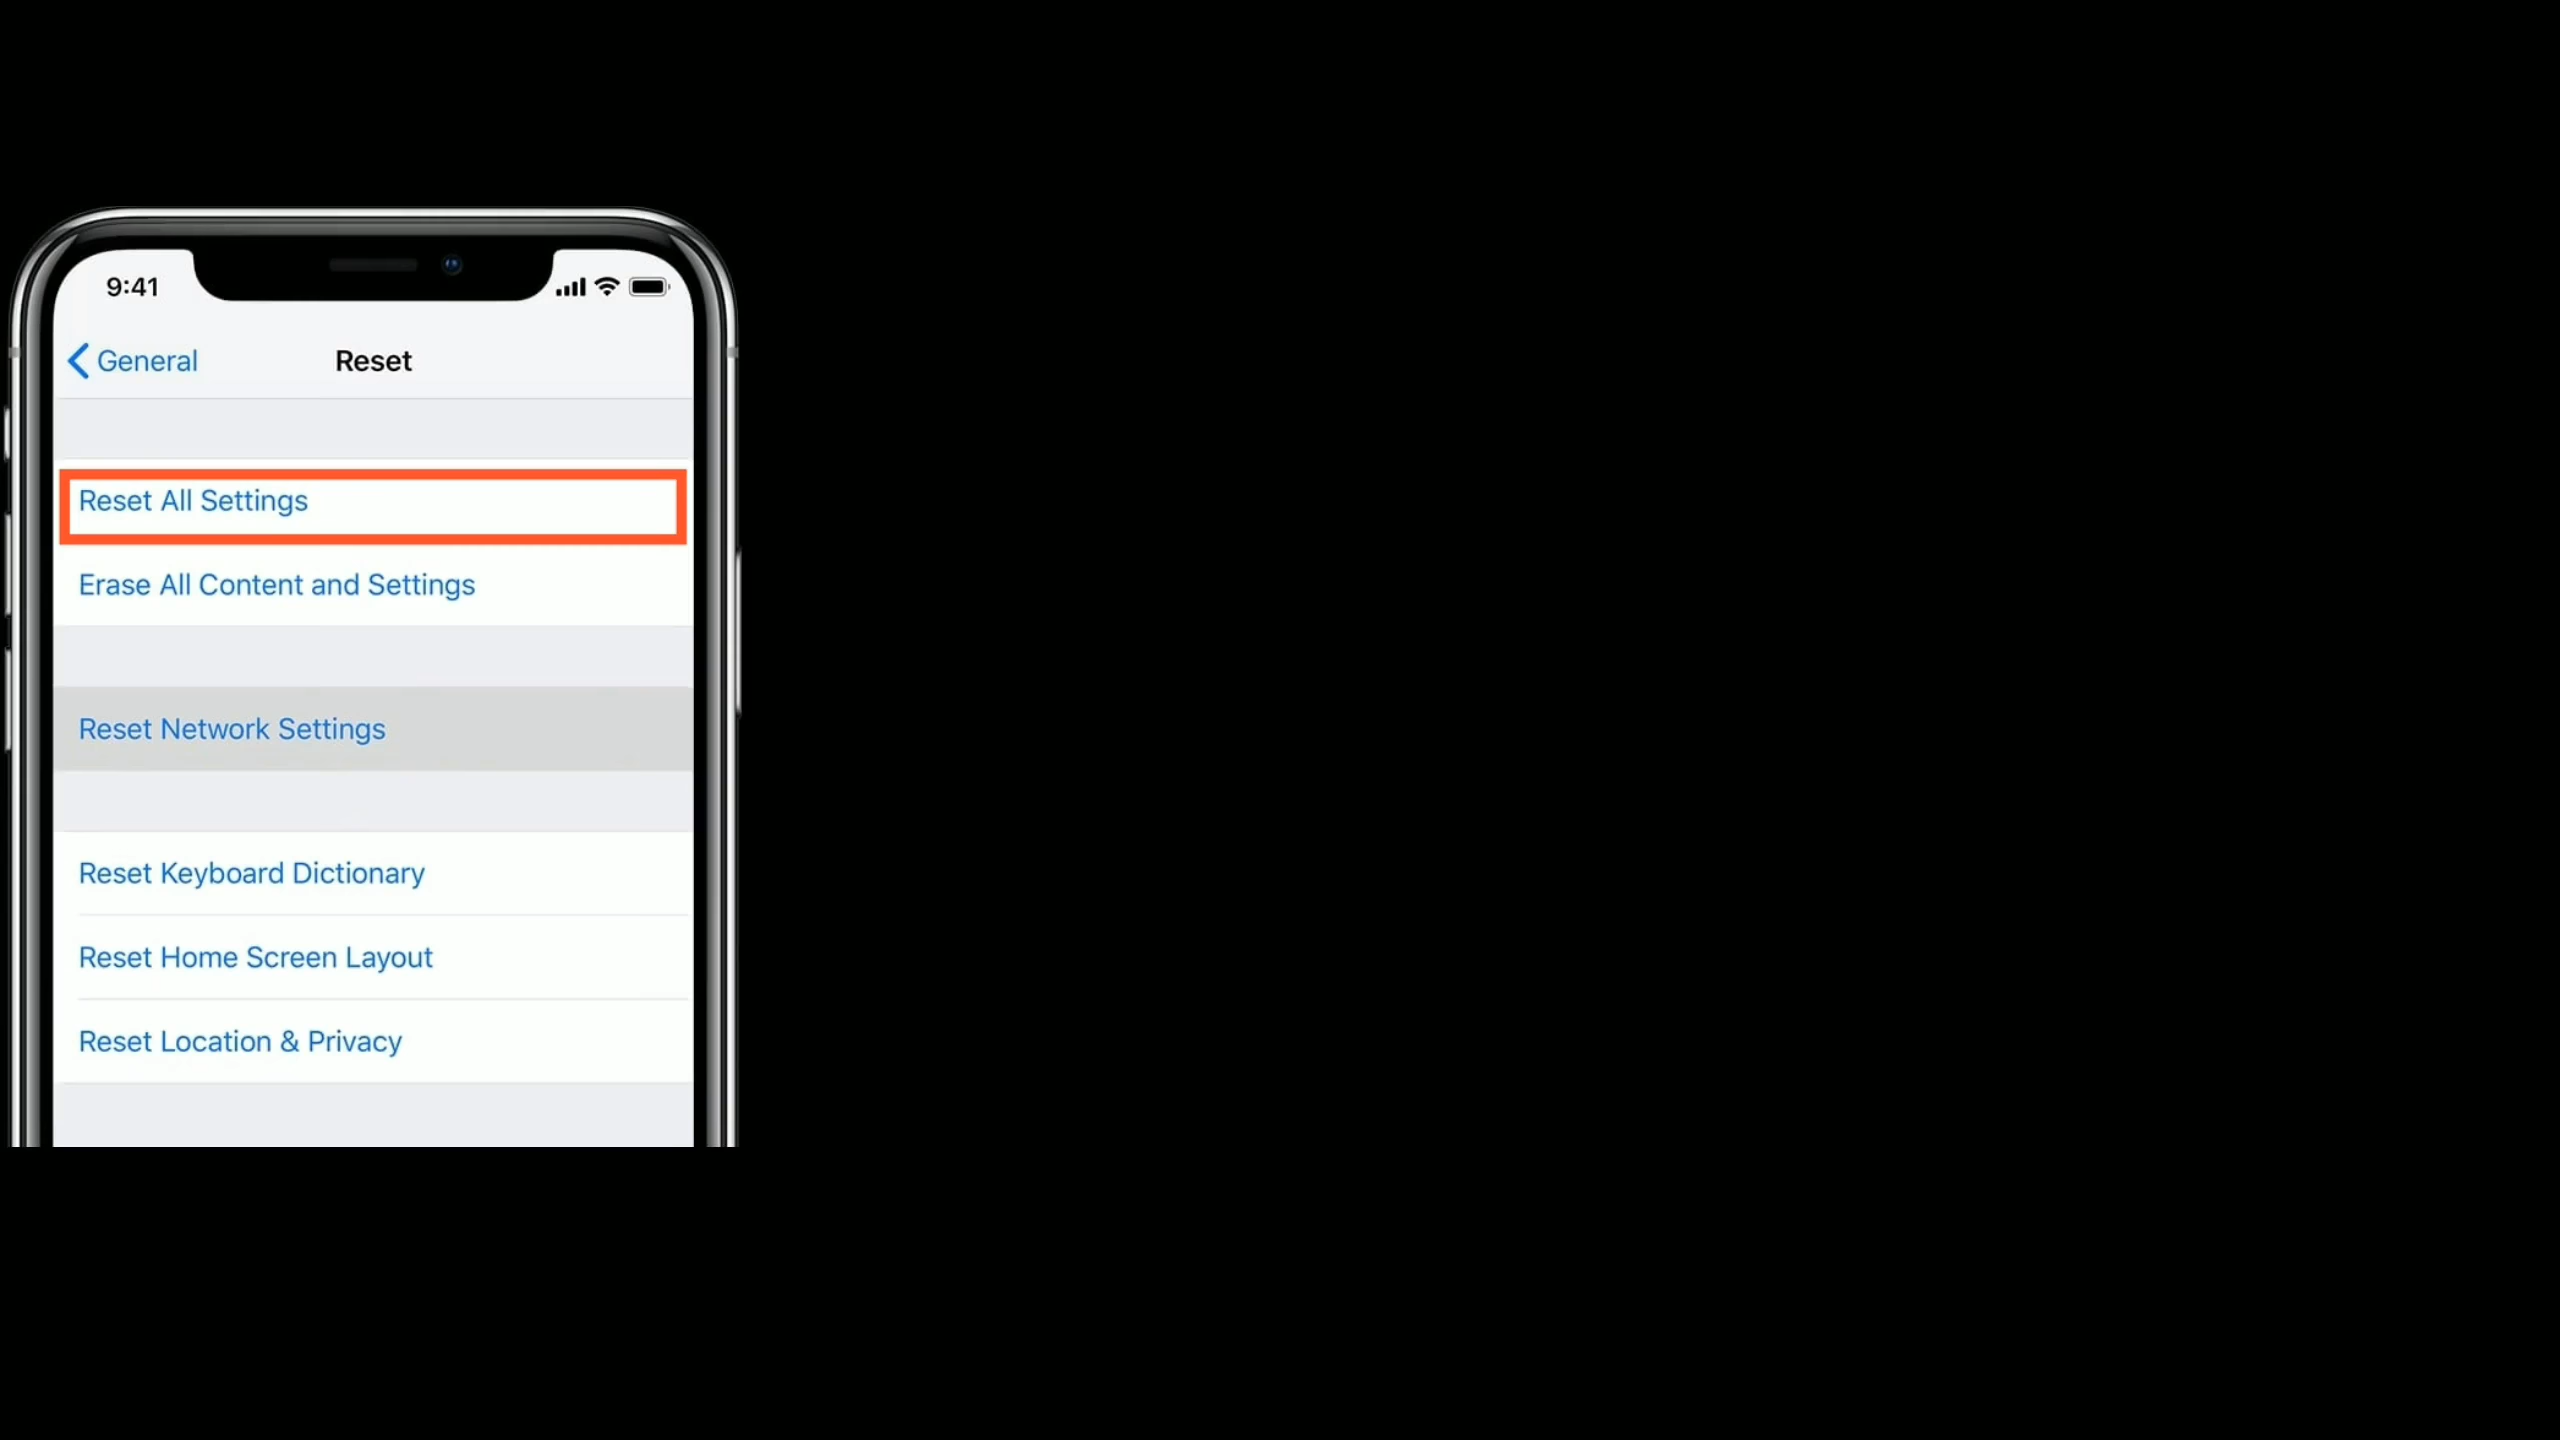 9:41
General
Reset
Reset All Settings
Erase All Content and Settings
Reset Network Settings
Reset Keyboard Dictionary
Reset Home Screen Layout
Reset Location & Privacy